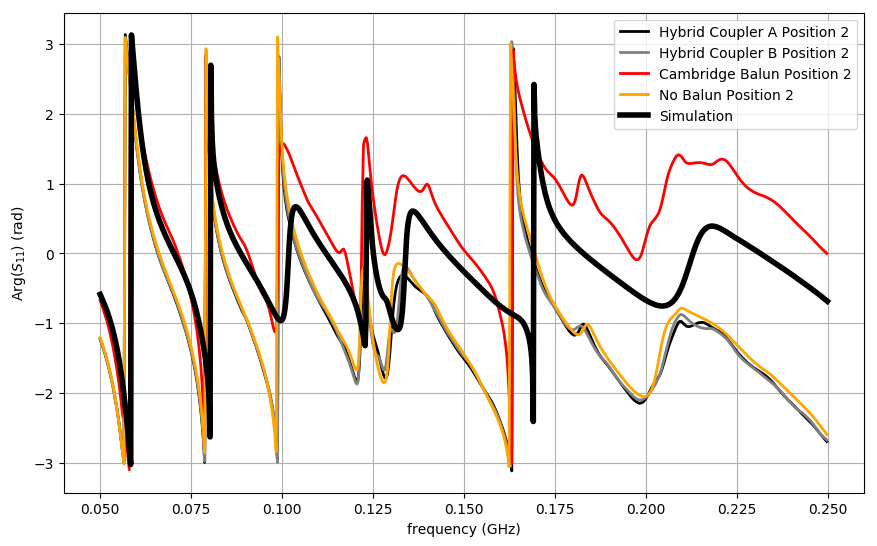 Hybrid Coupler A Position 2
Hybrid Coupler B Position 2
Cambridge Balun Position 2
No Balun Position 2
Simulation
3
2
1
0
−1
−2
−3
Arg(S₁₁) (rad)
0.050 0.075 0.100 0.125 0.150 0.175 0.200 0.225 0.250
frequency (GHz)